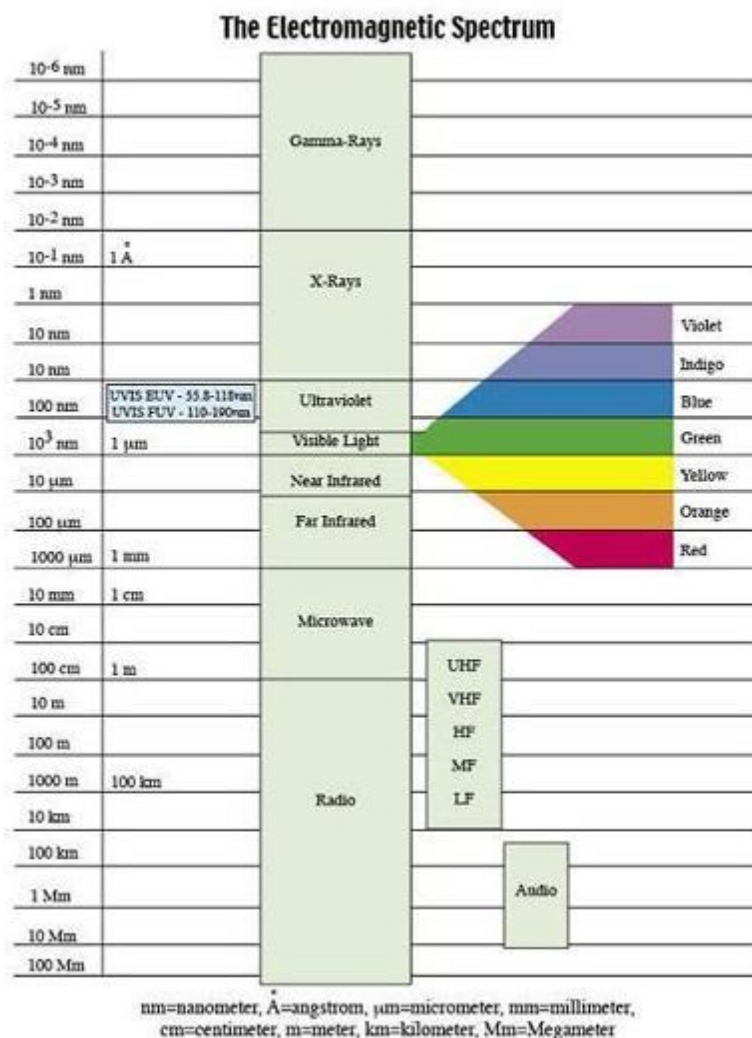 The Electromagnetic Spectrum
10-6 nm
10-5 nm
10-4 nm
Gamma-Rays
10-3 nm
10-2 nm
10-1 nm 1 Å
X-Rays
1 nm
10 nm Violet
10 nm Indigo
100 nm UVIS EUV - 55.8-118nm Ultraviolet Blue
UVIS FUV - 110-190nm
103 nm 1 μm Visible Light Green
10 μm Near Infrared Yellow
100 μm Far Infrared Orange
1000 μm 1 mm Red
10 mm 1 cm
10 cm Microwave
100 cm 1 m UHF
10 m VHF
100 m HF
MF
1000 m 100 km Radio LF
10 km
100 km
1 Mm Audio
10 Mm
100 Mm
nm=nanometer, Å=angstrom, μm=micrometer, mm=millimeter,
cm=centimeter, m=meter, km=kilometer, Mm=Megameter